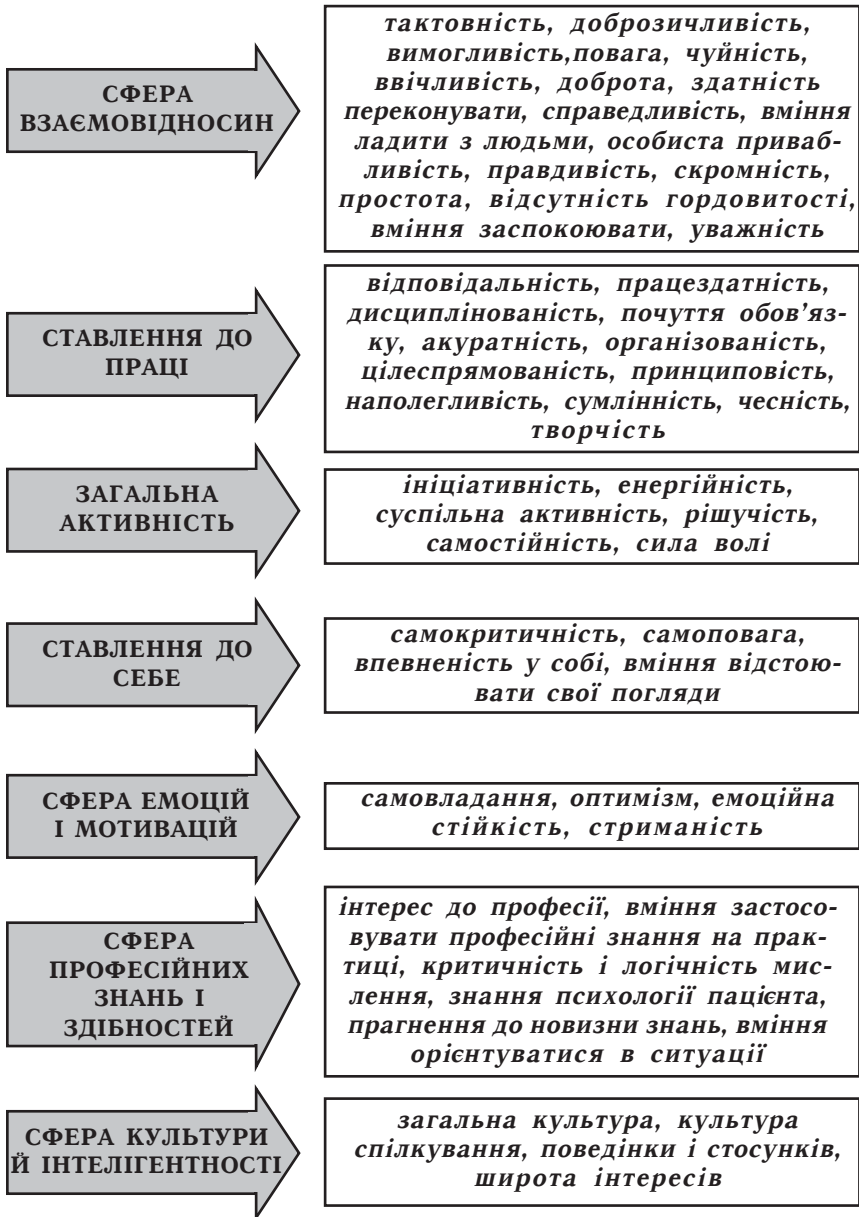 СФЕРА
ВЗАЄМОВІДНОСИН
тактовність, доброзичливість,
вимогливість,повага, чуйність,
ввічливість, доброта, здатність
переконувати, справедливість, вміння
ладити з людьми, особиста приваб-
ливість, правдивість, скромність,
простота, відсутність гордовитості,
вміння заспокоювати, уважність
СТАВЛЕННЯ ДО
ПРАЦІ
відповідальність, працездатність,
дисциплінованість, почуття обов’яз-
ку, акуратність, організованість,
цілеспрямованість, принциповість,
наполегливість, сумлінність, чесність,
творчість
ЗАГАЛЬНА
АКТИВНІСТЬ
ініціативність, енергійність,
суспільна активність, рішучість,
самостійність, сила волі
СТАВЛЕННЯ ДО
СЕБЕ
самокритичність, самоповага,
впевненість у собі, вміння відстою-
вати свої погляди
СФЕРА ЕМОЦІЙ
І МОТИВАЦІЙ
самовладання, оптимізм, емоційна
стійкість, стриманість
СФЕРА
ПРОФЕСІЙНИХ
ЗНАНЬ І
ЗДІБНОСТЕЙ
інтерес до професії, вміння застосо-
вувати професійні знання на прак-
тиці, критичність і логічність мис-
лення, знання психології пацієнта,
прагнення до новизни знань, вміння
орієнтуватися в ситуації
СФЕРА КУЛЬТУРИ
Й ІНТЕЛІГЕНТНОСТІ
загальна культура, культура
спілкування, поведінки і стосунків,
широта інтересів